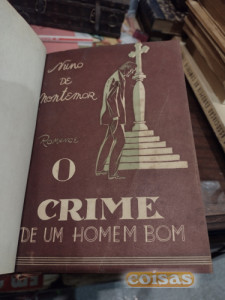 Nuno
DE
Montemor
Romance
O
CRIME
DE UM HOMEM BOM
coisas